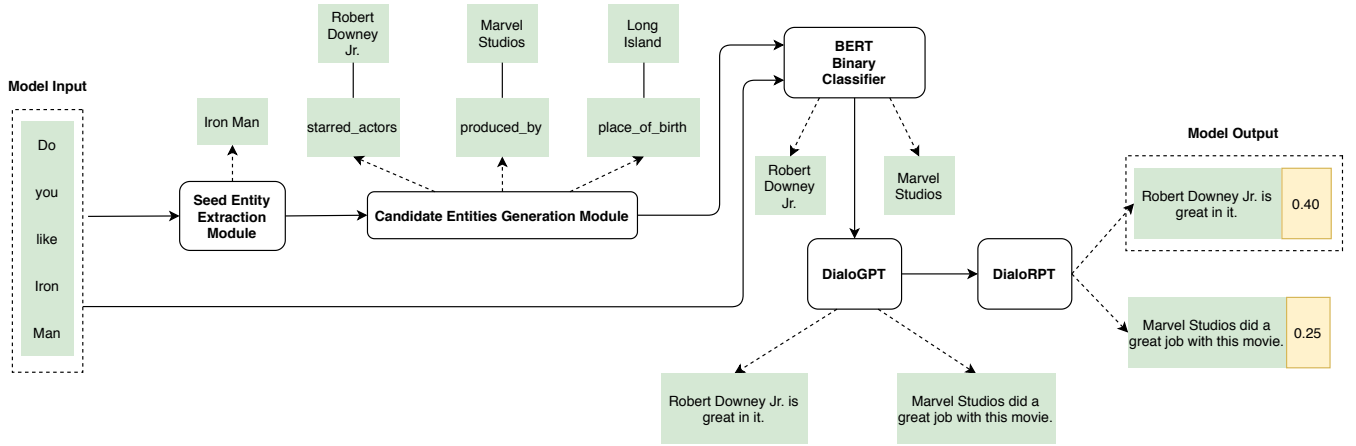 Model Input
Do
you
like
Iron
Man
Iron Man
Seed Entity
Extraction
Module
Robert
Downey
Jr.
starred_actors
Marvel
Studios
produced_by
Long
Island
place_of_birth
Candidate Entities Generation Module
BERT
Binary
Classifier
Robert
Downey
Jr.
Marvel
Studios
DialoGPT
DialoRPT
Robert Downey Jr. is
great in it.
Marvel Studios did a
great job with this movie.
Model Output
Robert Downey Jr. is
great in it.
0.40
Marvel Studios did a
great job with this movie.
0.25